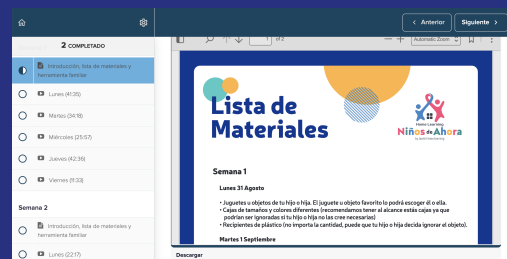 Anterior
Siguiente >
2 COMPLETADO
Introducción, lista de materiales y
herramienta familiar
Lunes (41:35)
Martes (34:18)
Miércoles (25:57)
Jueves (42:36)
Viernes (9:30)
Semana 2
Introducción, lista de materiales y
herramienta familiar
Lunes (22:17)
1 of 2
Automatic Zoom
Lista de
Materiales
Home Learning
Niños de Ahora
Semana 1
Lunes 31 Agosto
• Juguetes u objetos de tu hijo o hija. El juguete u objeto favorito lo podrá escoger él o ella.
• Cajas de tamaños y colores diferentes (recomendamos tener al alcance estás cajas ya que
podrían ser ignoradas si tu hijo o hija no las cree necesarias)
• Recipientes de plástico (no importa la cantidad, puede que tu hijo o hija decida ignorar el objeto).
Martes 1 Septiembre
Descargar